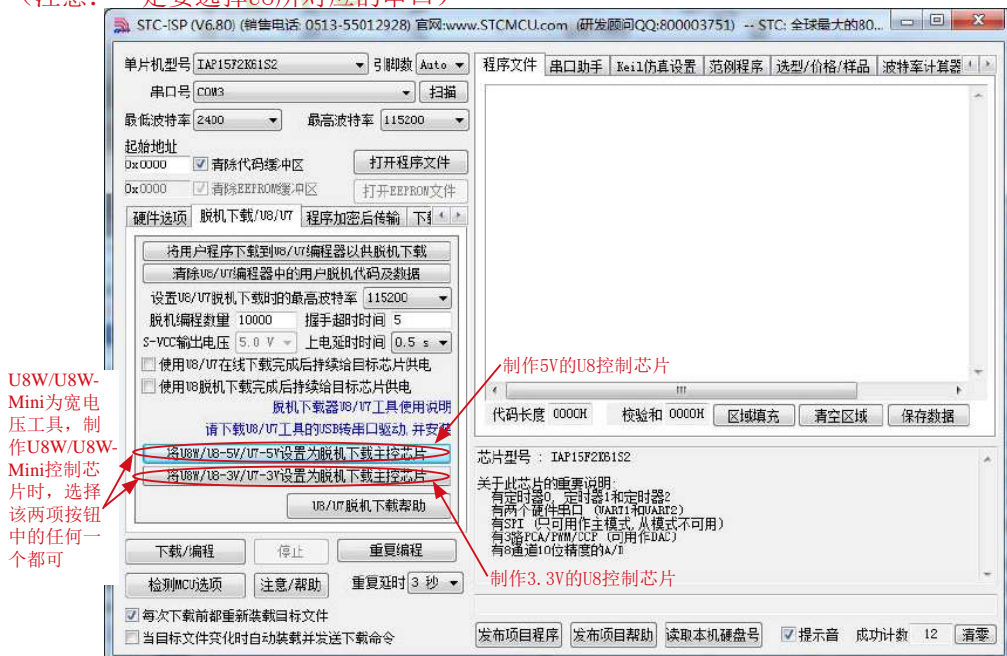 (注意: 一定要选择U8所对应的串口)
STC-ISP (V6.80) (销售电话: 0513-55012928) 官网:www.STCMCU.com (研发顾问QQ:800003751) -- STC: 全球最大的80...
单片机型号 IAP15F2K61S2 引脚数 Auto
串口号 COM3 扫描
最低波特率 2400 最高波特率 115200
起始地址
0x0000 清除代码缓冲区 打开程序文件
0x0000 清除EEPROM缓冲区 打开EEPROM文件
硬件选项 脱机下载/U8/U7 程序加密后传输
将用户程序下载到U8/U7编程器以供脱机下载
清除U8/U7编程器中的用户脱机代码及数据
设置U8/U7脱机下载时的最高波特率 115200
脱机编程数量 10000 握手超时时间 5
S-VCC输出电压 5.0 V 上电延时时间 0.5 s
使用U8/U7在线下载完成后持续给目标芯片供电
使用U8脱机下载完成后持续给目标芯片供电
脱机下载器U8/U7工具使用说明
请下载U8/U7工具的USB转串口驱动,并安装
将U8W/U8-5V/U7-5V设置为脱机下载主控芯片
将U8W/U8-3V/U7-3V设置为脱机下载主控芯片
U8/U7脱机下载帮助
下载/编程 停止 重复编程
检测MCU选项 注意/帮助 重复延时 3 秒
每次下载前都重新装载目标文件
当目标文件变化时自动装载并发送下载命令
U8W/U8W-
Mini为宽电
压工具，制
作U8W/U8W-
Mini控制芯
片时，选择
该两项按钮
中的任何一
个都可
程序文件 串口助手 Keil仿真设置 范例程序 选型/价格/样品 波特率计算器
制作5V的U8控制芯片
代码长度 0000H 校验和 0000H 区域填充 清空区域 保存数据
芯片型号 : IAP15F2K61S2
关于此芯片的重要说明:
有定时器0, 定时器1和定时器2
有两个硬件串口 (UART1和UART2)
有SPI (只可用作主模式,从模式不可用)
有3路PCA/PWM/CCP (可用作DAC)
有8通道10位精度的A/D
制作3.3V的U8控制芯片
发布项目程序 发布项目帮助 读取本机硬盘号 提示音 成功计数 12 清零